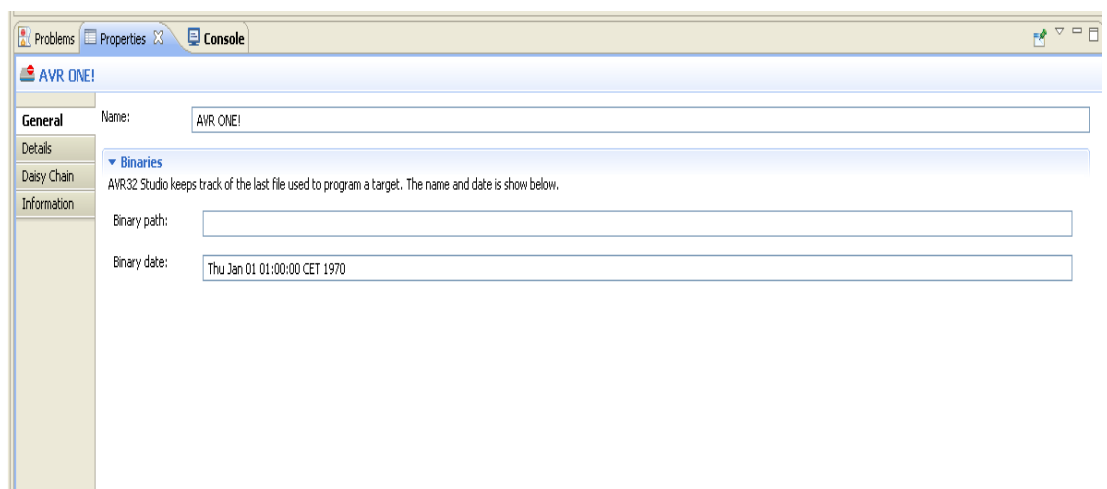 Problems Properties Console
AVR ONE!
General
Details
Daisy Chain
Information
Name: AVR ONE!
Binaries
AVR32 Studio keeps track of the last file used to program a target. The name and date is show below.
Binary path:
Binary date: Thu Jan 01 01:00:00 CET 1970